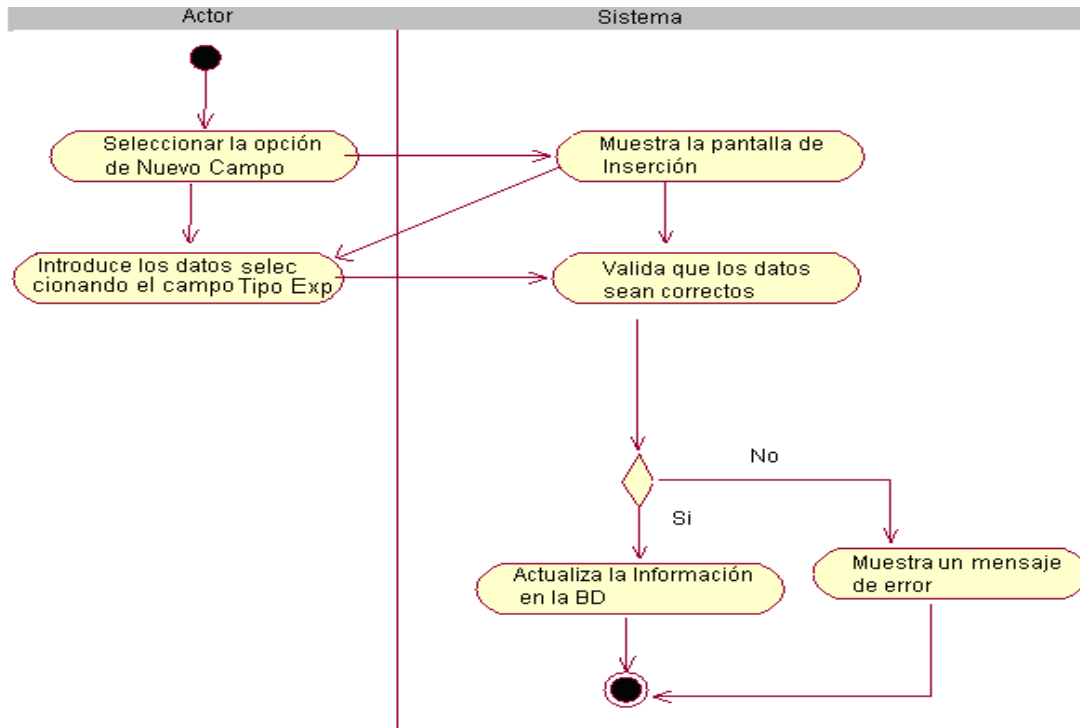 Actor
Sistema
Seleccionar la opción
de Nuevo Campo
Muestra la pantalla de
Inserción
Introduce los datos selec
cionando el campo Tipo Exp
Valida que los datos
sean correctos
No
Si
Actualiza la Información
en la BD
Muestra un mensaje
de error